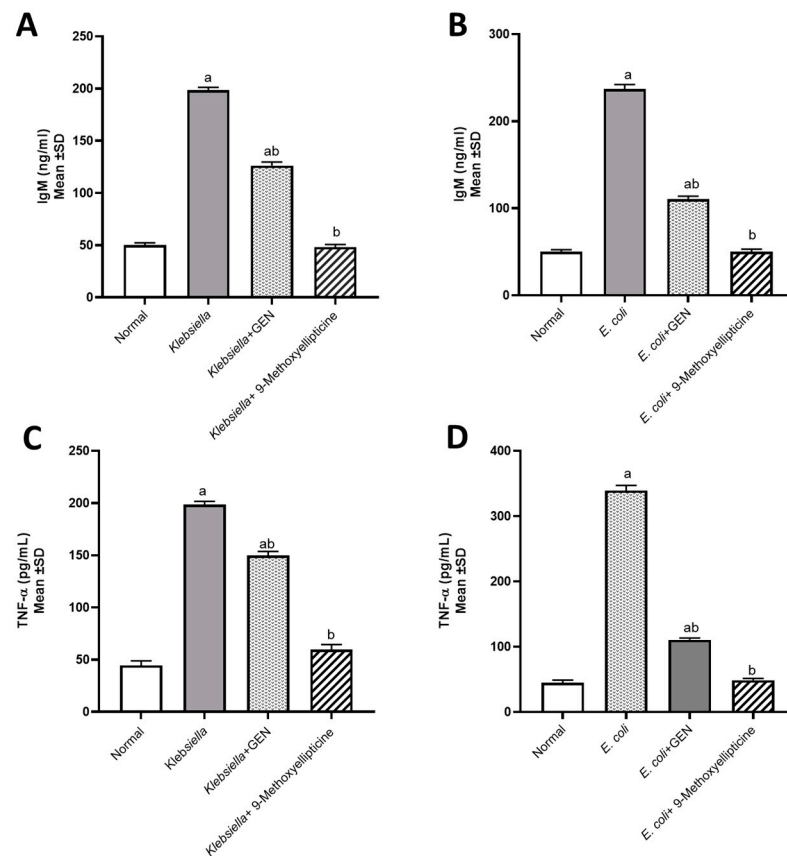 A
IgM (ng/ml)
Mean ±SD
250
200
150
100
50
0
a
ab
b
Normal
Klebsiella
Klebsiella+GEN
Klebsiella+ 9-Methoxyellipticine
B
IgM (ng/ml)
Mean ±SD
300
200
100
0
a
ab
b
Normal
E. coli
E. coli+GEN
E. coli+ 9-Methoxyellipticine
C
TNF-α (pg/mL)
Mean ±SD
250
200
150
100
50
0
a
ab
b
Normal
Klebsiella
Klebsiella+GEN
Klebsiella+ 9-Methoxyellipticine
D
TNF-α (pg/mL)
Mean ±SD
400
300
200
100
0
a
ab
b
Normal
E. coli
E. coli+GEN
E. coli+ 9-Methoxyellipticine